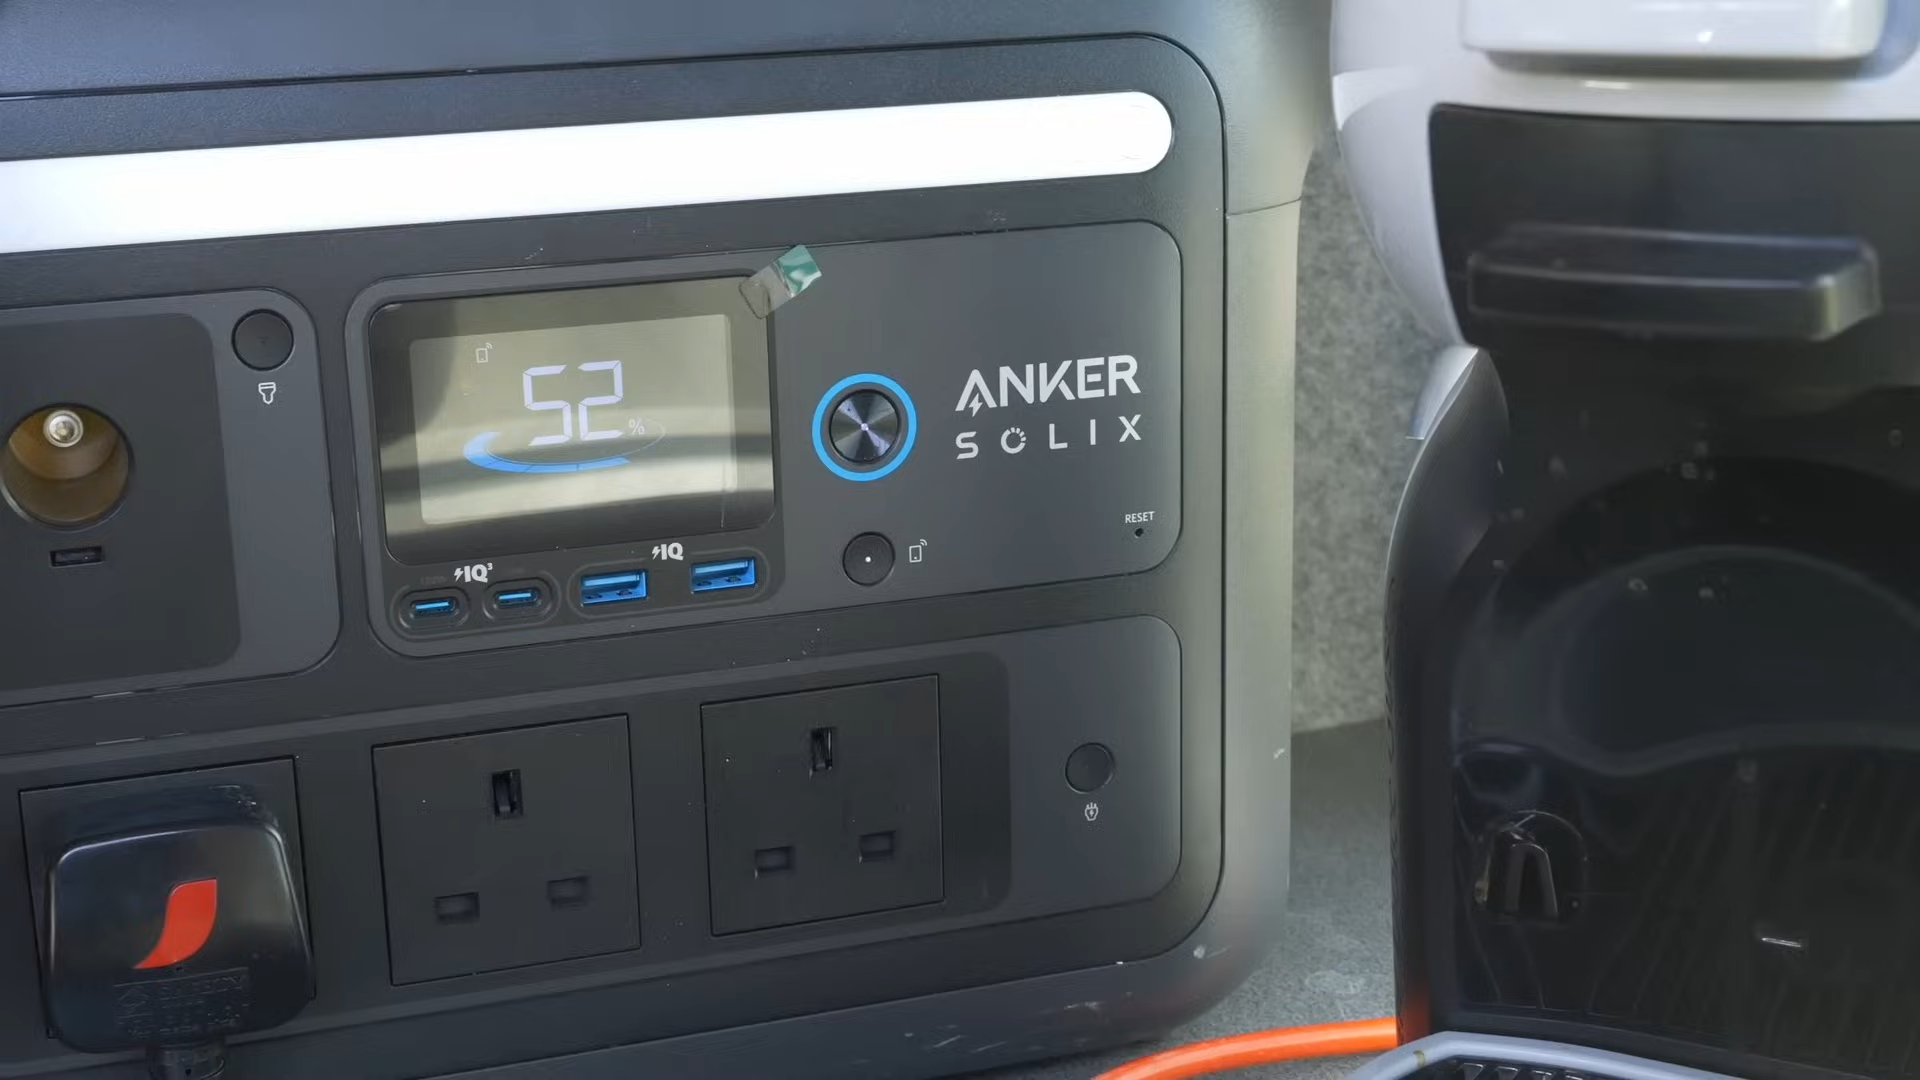 52%
ANKER
SOLIX
RESET
IQ³
IQ